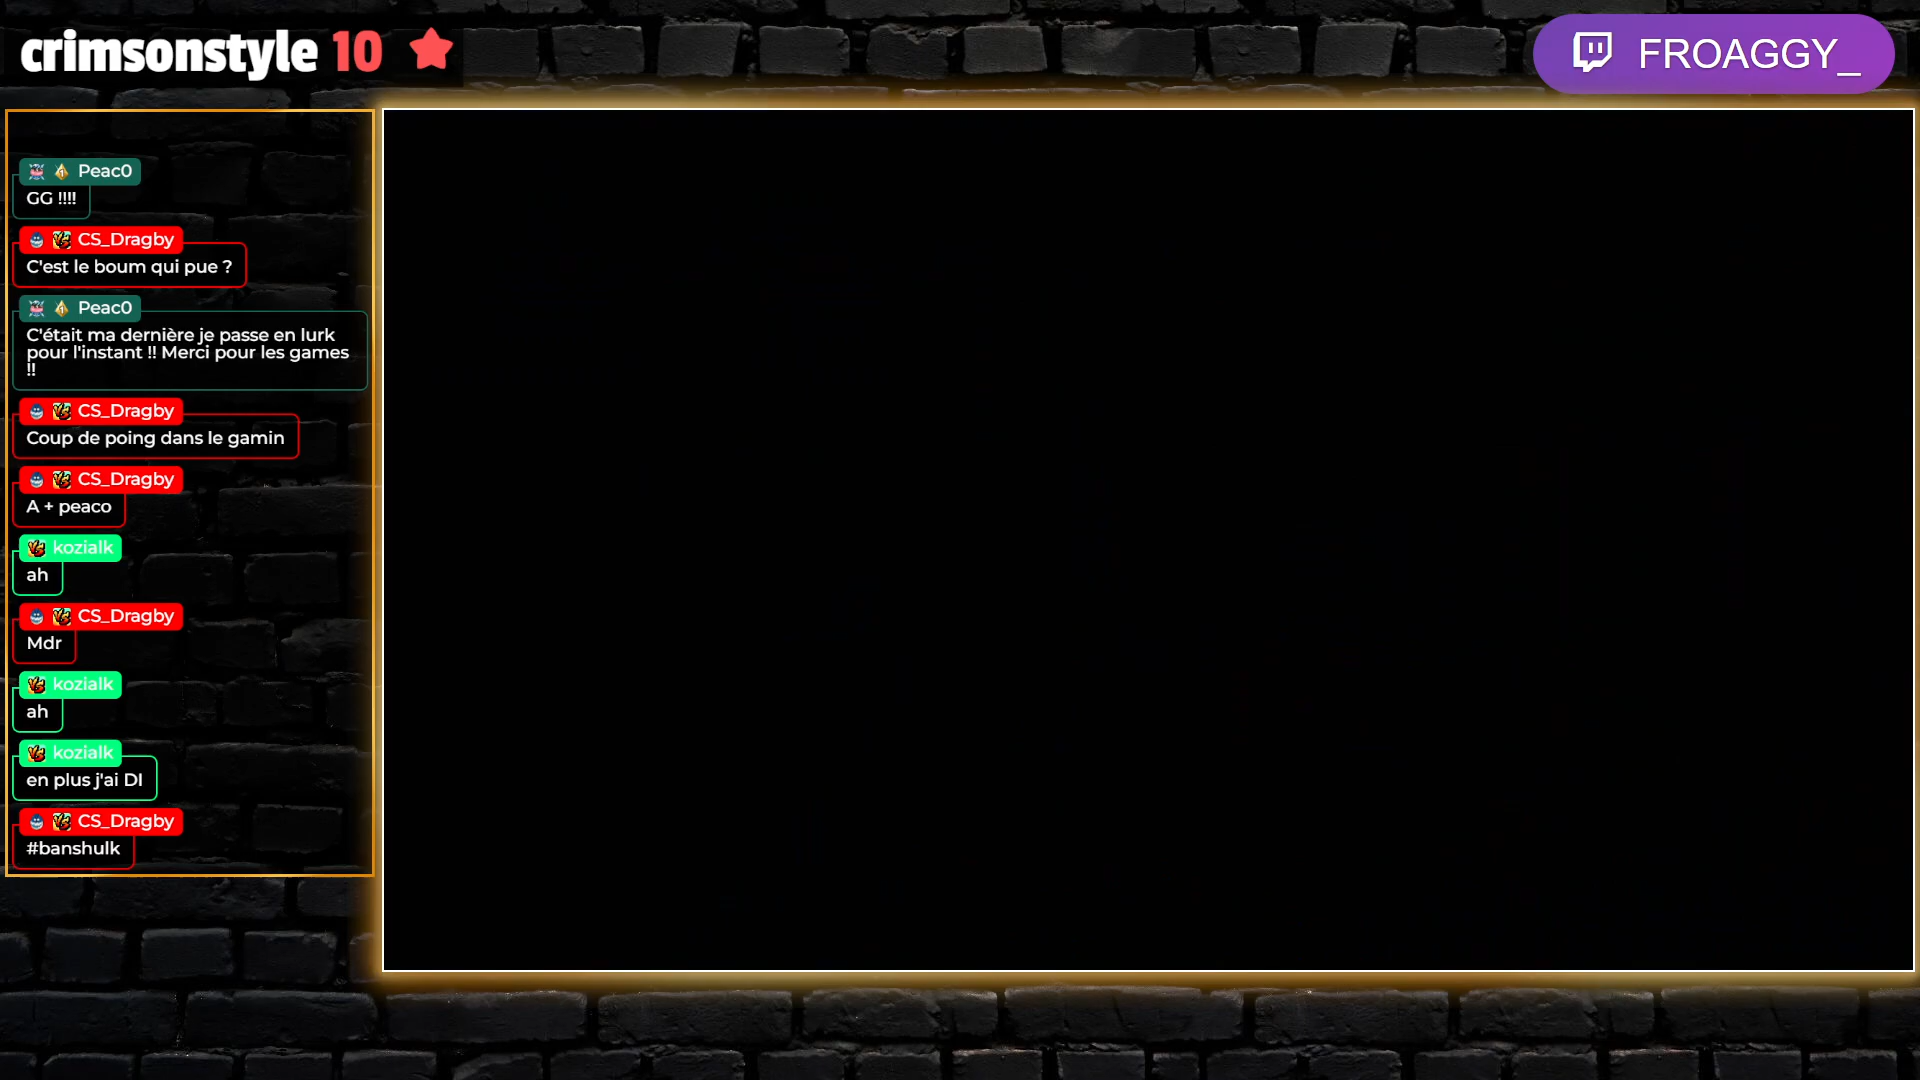 crimsonstyle 10
FROAGGY_
Peac0
GG !!!!
CS_Dragby
C'est le boum qui pue ?
Peac0
C'était ma dernière je passe en lurk
pour l'instant !! Merci pour les games
!!
CS_Dragby
Coup de poing dans le gamin
CS_Dragby
A + peaco
kozialk
ah
CS_Dragby
Mdr
kozialk
ah
kozialk
en plus j'ai DI
CS_Dragby
#banshulk